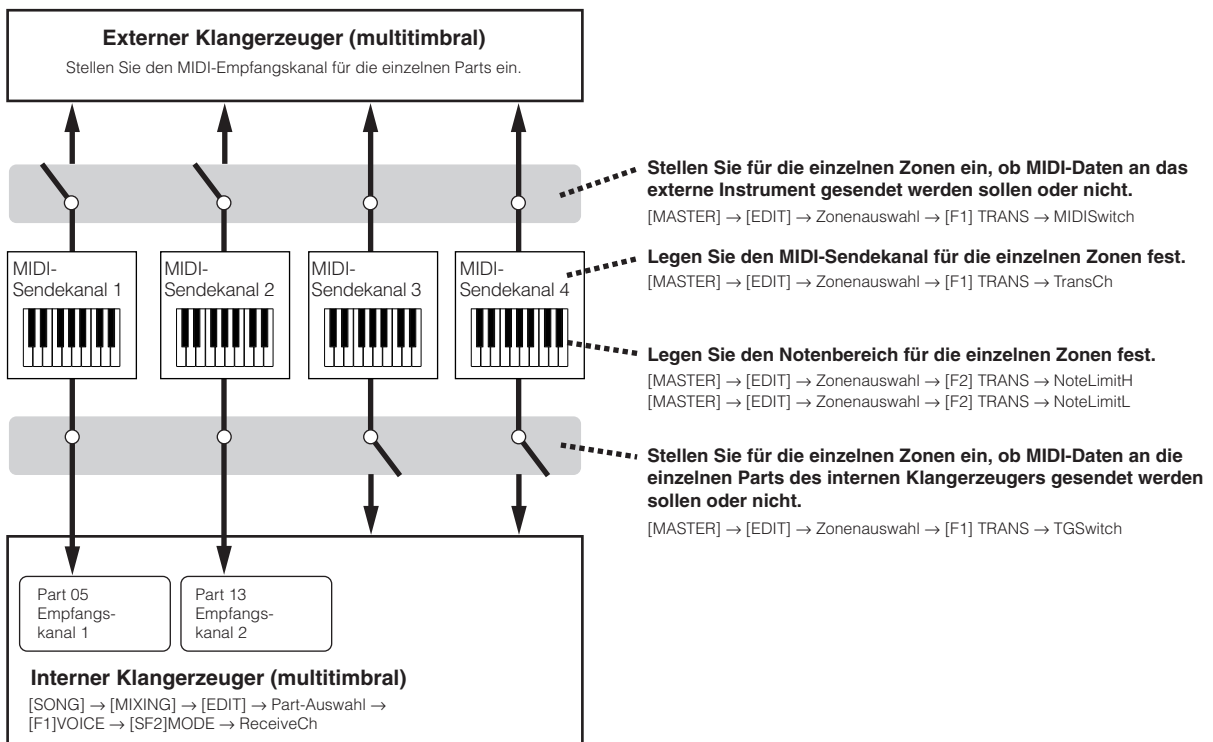 Externer Klangerzeuger (multitimbral)
Stellen Sie den MIDI-Empfangskanal für die einzelnen Parts ein.
Stellen Sie für die einzelnen Zonen ein, ob MIDI-Daten an das
externe Instrument gesendet werden sollen oder nicht.
[MASTER] → [EDIT] → Zonenauswahl → [F1] TRANS → MIDISwitch
MIDI-
Sendekanal 1
MIDI-
Sendekanal 2
MIDI-
Sendekanal 3
MIDI-
Sendekanal 4
Legen Sie den MIDI-Sendekanal für die einzelnen Zonen fest.
[MASTER] → [EDIT] → Zonenauswahl → [F1] TRANS → TransCh
Legen Sie den Notenbereich für die einzelnen Zonen fest.
[MASTER] → [EDIT] → Zonenauswahl → [F2] TRANS → NoteLimitH
[MASTER] → [EDIT] → Zonenauswahl → [F2] TRANS → NoteLimitL
Stellen Sie für die einzelnen Zonen ein, ob MIDI-Daten an die
einzelnen Parts des internen Klangerzeugers gesendet werden
sollen oder nicht.
[MASTER] → [EDIT] → Zonenauswahl → [F1] TRANS → TGSwitch
Part 05
Empfangs-
kanal 1
Part 13
Empfangs-
kanal 2
Interner Klangerzeuger (multitimbral)
[SONG] → [MIXING] → [EDIT] → Part-Auswahl →
[F1]VOICE → [SF2]MODE → ReceiveCh